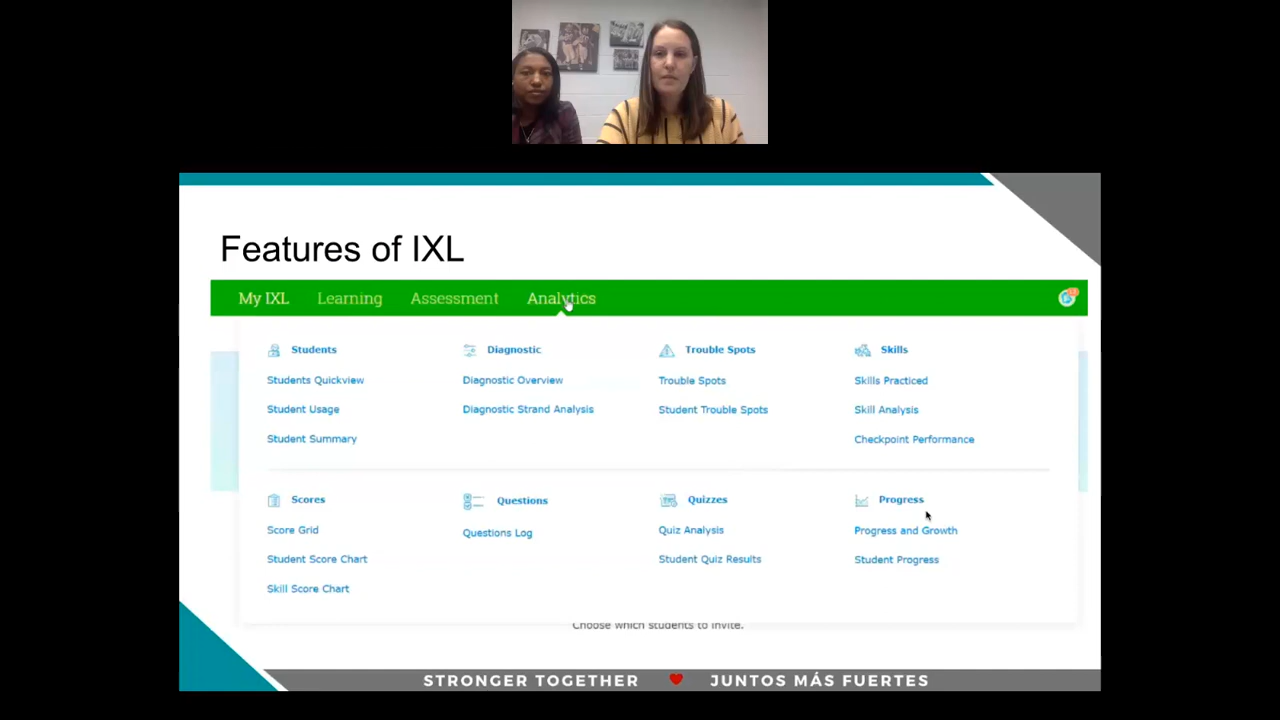 Features of IXL
My IXL Learning Assessment Analytics
Students Diagnostic Trouble Spots Skills
Students Quickview Diagnostic Overview Trouble Spots Skills Practiced
Student Usage Diagnostic Strand Analysis Student Trouble Spots Skill Analysis
Student Summary Checkpoint Performance
Scores Questions Quizzes Progress
Score Grid Questions Log Quiz Analysis Progress and Growth
Student Score Chart Student Quiz Results Student Progress
Skill Score Chart
Choose which students to invite.
STRONGER TOGETHER JUNTOS MÁS FUERTES